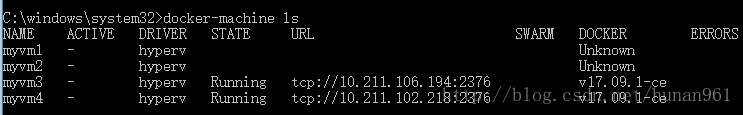 C:\windows\system32>docker-machine ls
NAME ACTIVE DRIVER STATE URL SWARM DOCKER ERRORS
myvm1 - hyperv Unknown
myvm2 - hyperv Unknown
myvm3 - hyperv Running tcp://10.211.106.194:2376 v17.09.1-ce
myvm4 - hyperv Running tcp://10.211.102.218:2376 v17.09.1-ce
http://blog.csdn.net/hunan961